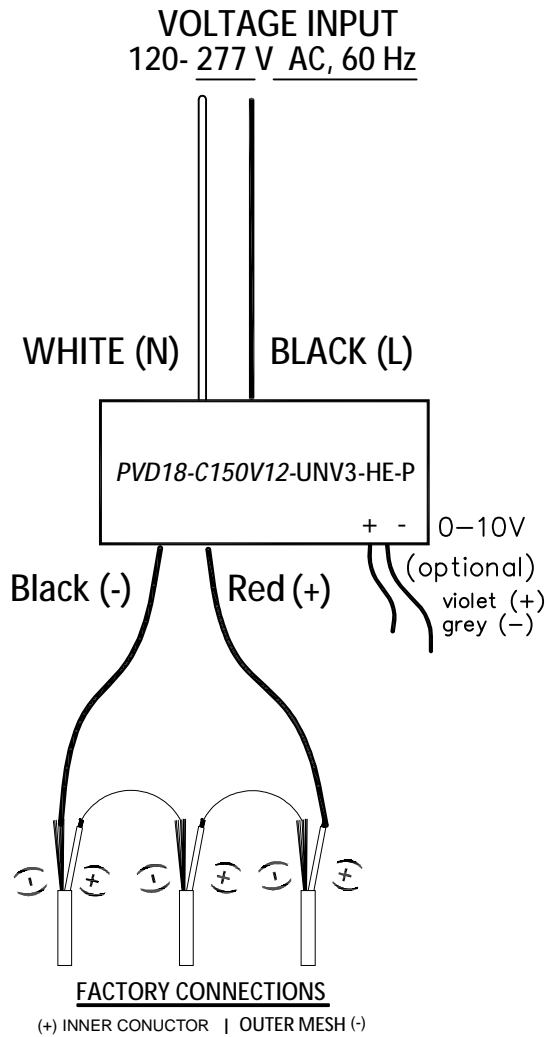 VOLTAGE INPUT
120- 277 V AC, 60 Hz
WHITE (N)
BLACK (L)
PVD18-C150V12-UNV3-HE-P
+ -
0-10V
(optional)
violet (+)
grey (-)
Black (-)
Red (+)
(-) (+) (-) (+) (-) (+)
FACTORY CONNECTIONS
(+) INNER CONUCTOR | OUTER MESH (-)